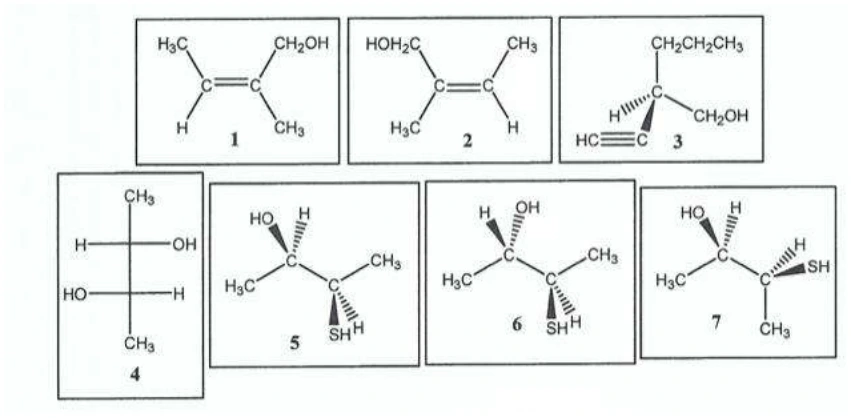 H₃C CH₂OH
C C
H CH₃
1
HOH₂C CH₃
C C
H₃C H
2
CH₂CH₂CH₃
C
H CH₂OH
HC C
3
CH₃
H OH
HO H
CH₃
4
HO H
C CH₃
H₃C C
SH H
5
H OH
C CH₃
H₃C C
SH H
6
HO H
C H
H₃C C SH
CH₃
7